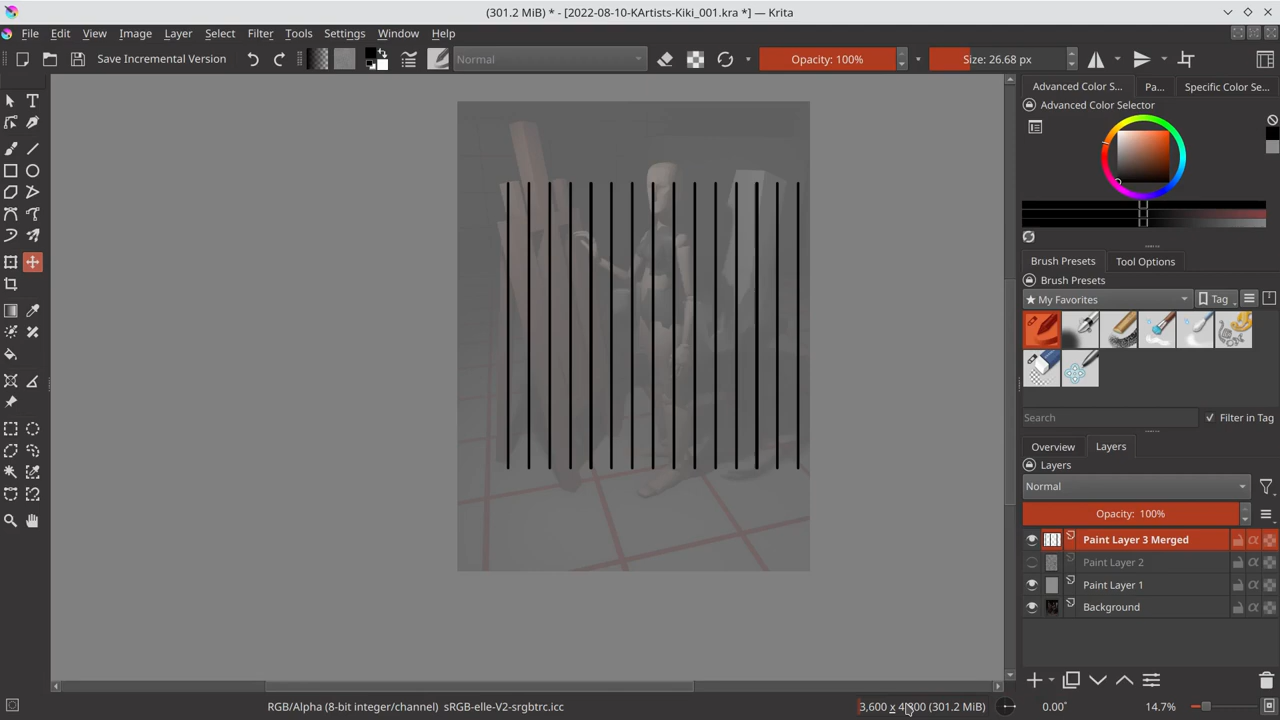 (301.2 MiB) * - [2022-08-10-KArtists-Kiki_001.kra *] — Krita
File Edit View Image Layer Select Filter Tools Settings Window Help
Save Incremental Version
Normal
Opacity: 100%
Size: 26.68 px
Advanced Color S...
Pa...
Specific Color Se...
Advanced Color Selector
Brush Presets
Tool Options
Brush Presets
★ My Favorites
Tag
Search
Filter in Tag
Overview
Layers
Layers
Normal
Opacity: 100%
Paint Layer 3 Merged
Paint Layer 2
Paint Layer 1
Background
RGB/Alpha (8-bit integer/channel) sRGB-elle-V2-srgbtrc.icc
3,600 x (301.2 MiB)
0.00°
14.7%